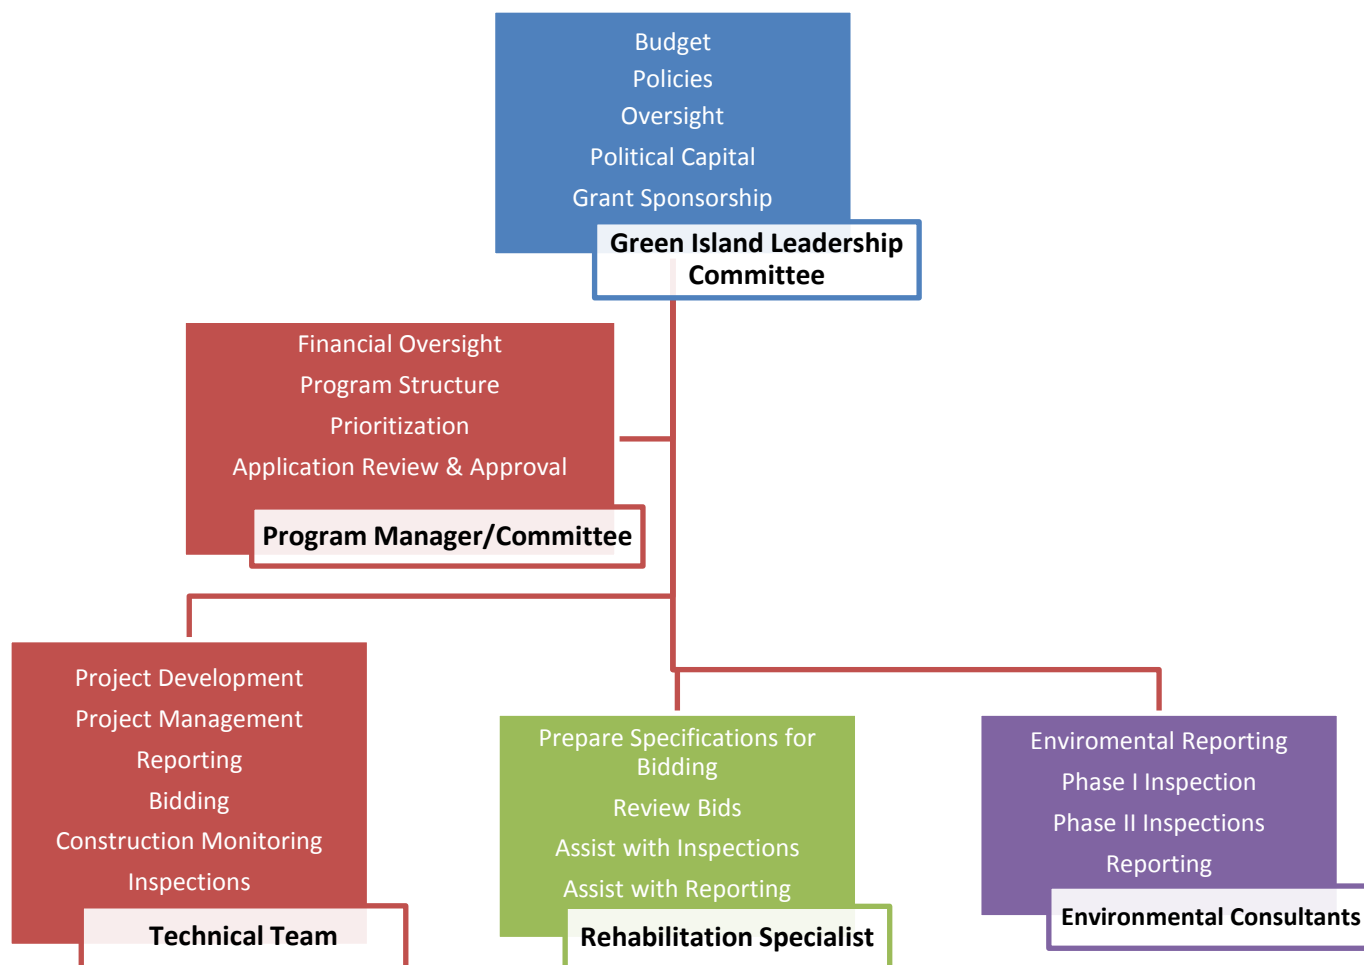 Budget
Policies
Oversight
Political Capital
Grant Sponsorship
Green Island Leadership
Committee
Financial Oversight
Program Structure
Prioritization
Application Review & Approval
Program Manager/Committee
Project Development
Project Management
Reporting
Bidding
Construction Monitoring
Inspections
Technical Team
Prepare Specifications for
Bidding
Review Bids
Assist with Inspections
Assist with Reporting
Rehabilitation Specialist
Enviromental Reporting
Phase I Inspection
Phase II Inspections
Reporting
Environmental Consultants